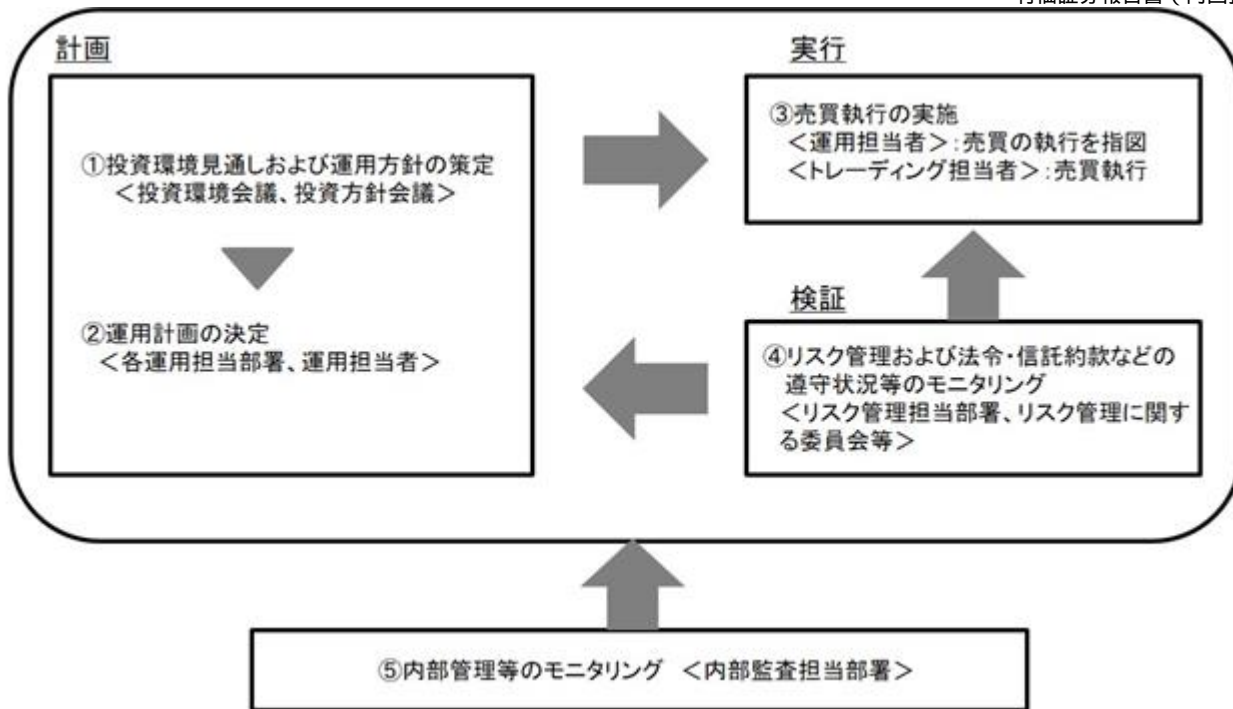 計画
①投資環境見通しおよび運用方針の策定
＜投資環境会議、投資方針会議＞
②運用計画の決定
＜各運用担当部署、運用担当者＞
実行
③売買執行の実施
＜運用担当者＞：売買の執行を指図
＜トレーディング担当者＞：売買執行
検証
④リスク管理および法令・信託約款などの
遵守状況等のモニタリング
＜リスク管理担当部署、リスク管理に関す
る委員会等＞
⑤内部管理等のモニタリング ＜内部監査担当部署＞